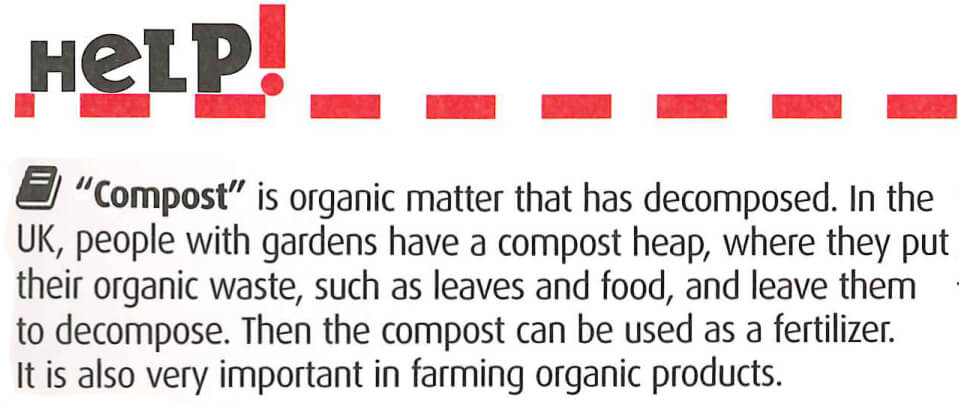 HeLP!
“Compost” is organic matter that has decomposed. In the
UK, people with gardens have a compost heap, where they put
their organic waste, such as leaves and food, and leave them
to decompose. Then the compost can be used as a fertilizer.
It is also very important in farming organic products.